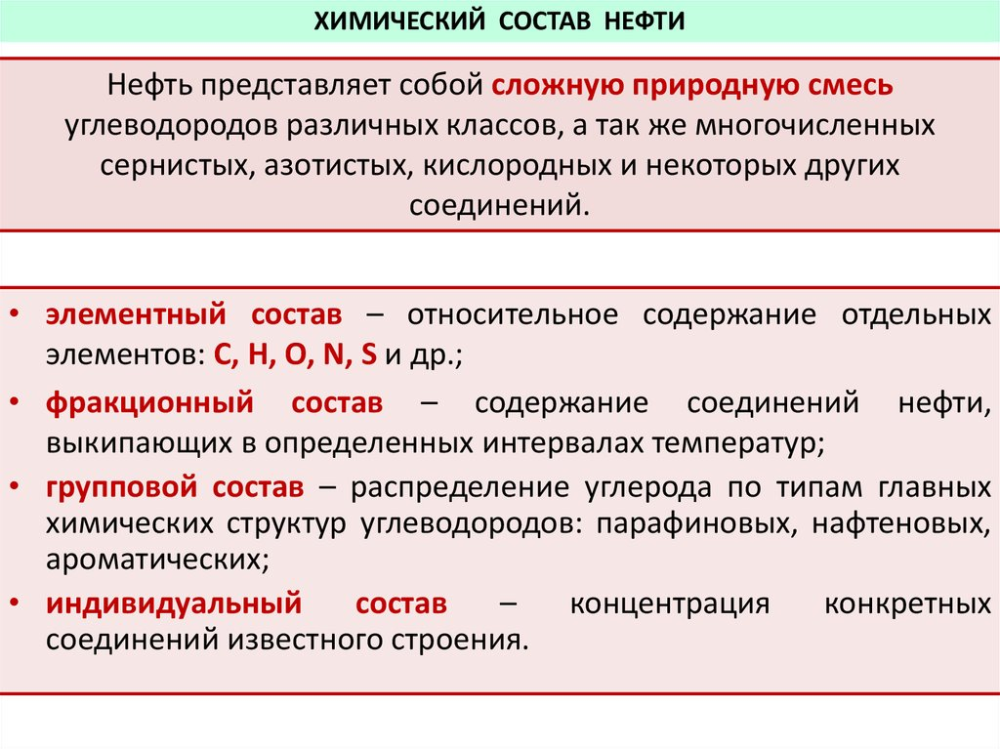 ХИМИЧЕСКИЙ СОСТАВ НЕФТИ
Нефть представляет собой сложную природную смесь
углеводородов различных классов, а так же многочисленных
сернистых, азотистых, кислородных и некоторых других
соединений.
• элементный состав – относительное содержание отдельных
элементов: C, H, O, N, S и др.;
• фракционный состав – содержание соединений нефти,
выкипающих в определенных интервалах температур;
• групповой состав – распределение углерода по типам главных
химических структур углеводородов: парафиновых, нафтеновых,
ароматических;
• индивидуальный состав – концентрация конкретных
соединений известного строения.